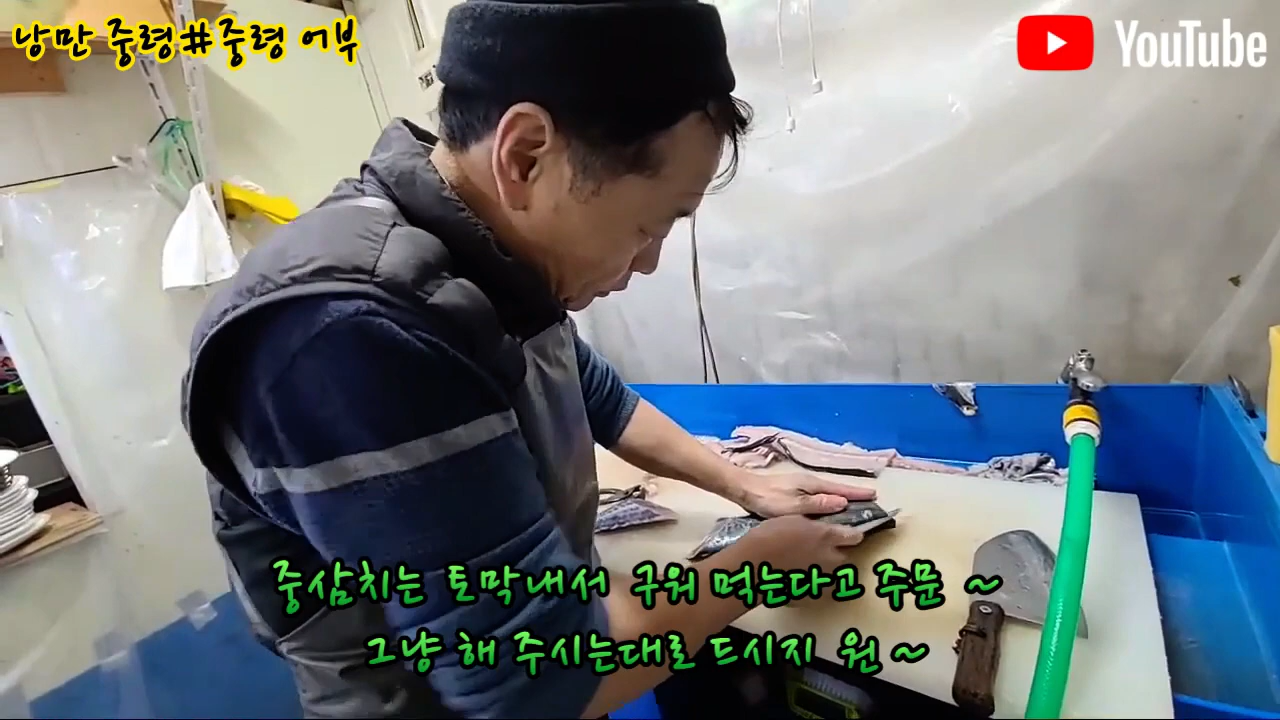 낭만 중령#중령 어부
YouTube
중삼치는 토막내서 구워 먹는다고 주문 ~
그냥 해 주시는대로 드시지 원 ~